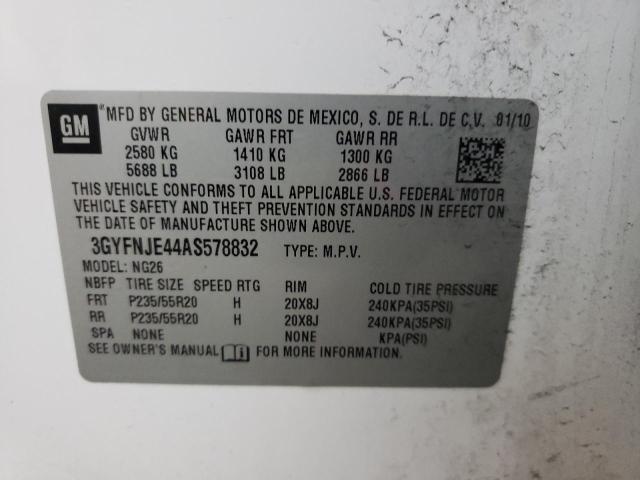 GM MFD BY GENERAL MOTORS DE MEXICO, S. DE R.L. DE C.V. 01/10
GVWR GAWR FRT GAWR RR
2580 KG 1410 KG 1300 KG
5688 LB 3108 LB 2866 LB
THIS VEHICLE CONFORMS TO ALL APPLICABLE U.S. FEDERAL MOTOR
VEHICLE SAFETY AND THEFT PREVENTION STANDARDS IN EFFECT ON
THE DATE OF MANUFACTURE SHOWN ABOVE.
3GYFNJE44AS578832 TYPE: M.P.V.
MODEL: NG26
NBFP TIRE SIZE SPEED RTG RIM COLD TIRE PRESSURE
FRT P235/55R20 H 20X8J 240KPA(35PSI)
RR P235/55R20 H 20X8J 240KPA(35PSI)
SPA NONE NONE KPA(PSI)
SEE OWNER'S MANUAL FOR MORE INFORMATION.